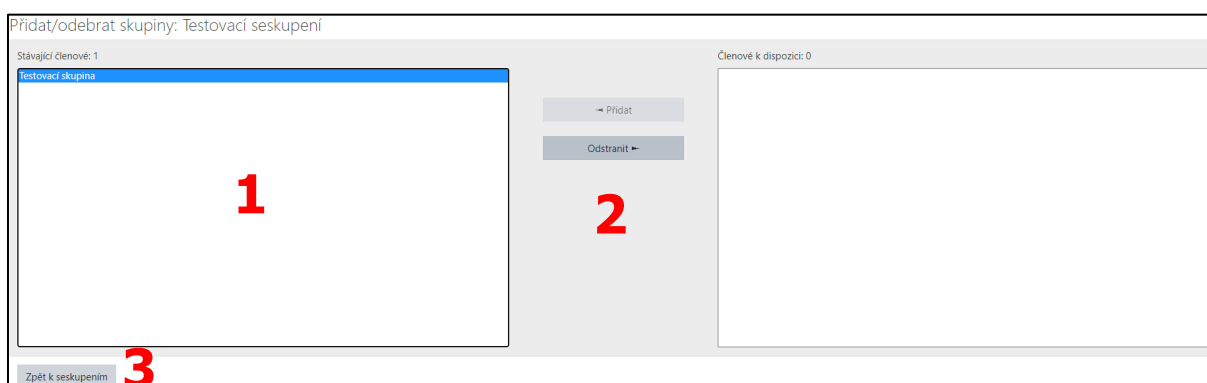 Přidat/odebrat skupiny: Testovací seskupení
Stávající členové: 1
Členové k dispozici: 0
Testovací skupina
◄ Přidat
Odstranit ►
1
2
3
Zpět k seskupením